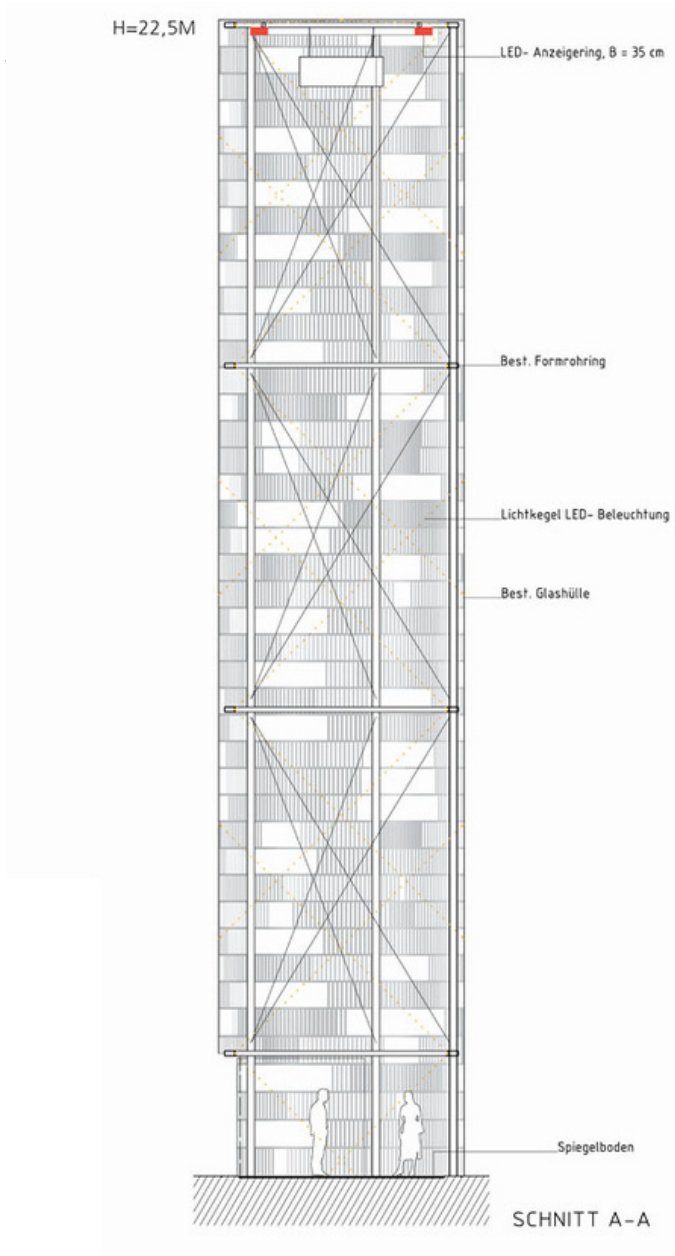 H=22,5M
LED- Anzeigering, B = 35 cm
Best. Formrohring
Lichtkegel LED- Beleuchtung
Best. Glashülle
Spiegelboden
SCHNITT A-A